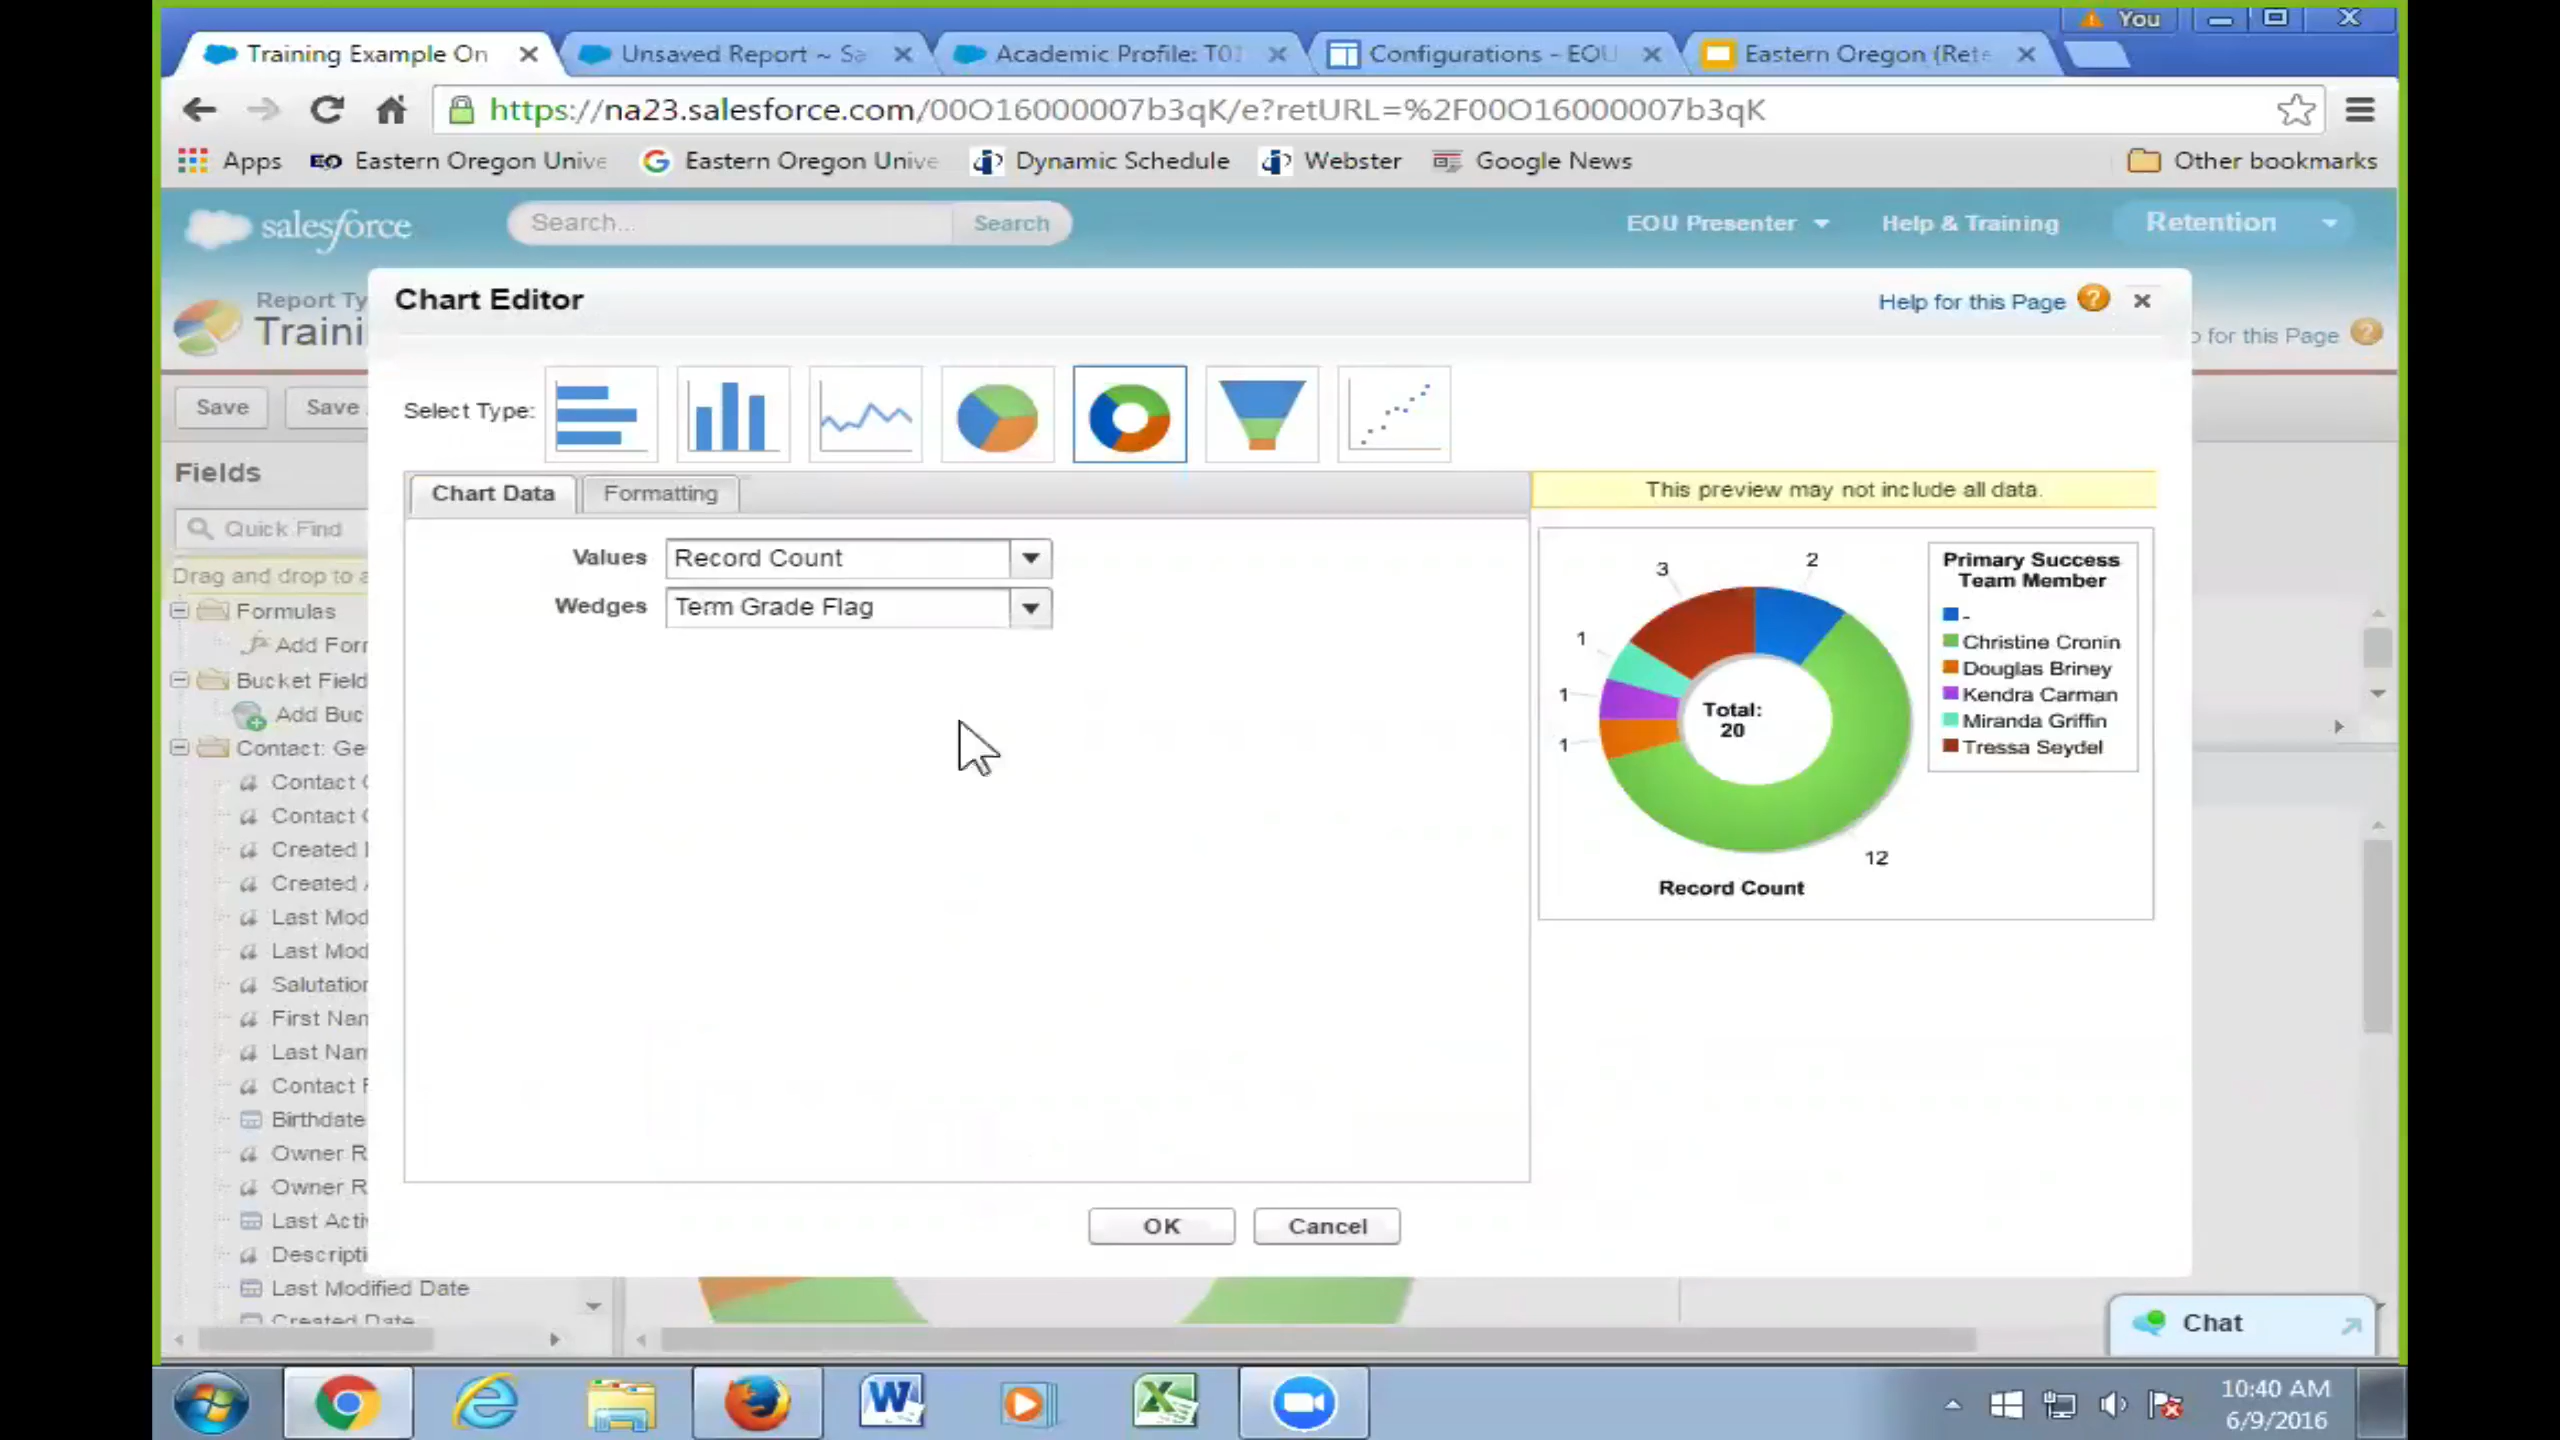 You
Training Example On
Unsaved Report ~ Sa
Academic Profile: T01
Configurations - EOU
Eastern Oregon (Rete
https://na23.salesforce.com/00O16000007b3qK/e?retURL=%2F00O16000007b3qK
Apps
Eastern Oregon Unive
Eastern Oregon Unive
Dynamic Schedule
Webster
Google News
Other bookmarks
salesforce
Search...
Search
EOU Presenter
Help & Training
Retention
Report Ty
Traini
Chart Editor
Help for this Page
for this Page
Save
Save
Select Type:
Fields
Chart Data
Formatting
This preview may not include all data.
Quick Find
Values
Record Count
Wedges
Term Grade Flag
Drag and drop to a
Formulas
Add Forr
Bucket Field
Add Buc
Contact: Ge
Contact
Contact
Created
Created
Last Mod
Last Mod
Salutation
First Nam
Last Nam
Contact
Birthdate
Owner R
Owner R
Last Acti
Descripti
Last Modified Date
Created Date
3
2
1
1
1
12
Total:
20
Record Count
Primary Success
Team Member
-
Christine Cronin
Douglas Briney
Kendra Carman
Miranda Griffin
Tressa Seydel
OK
Cancel
Chat
10:40 AM
6/9/2016